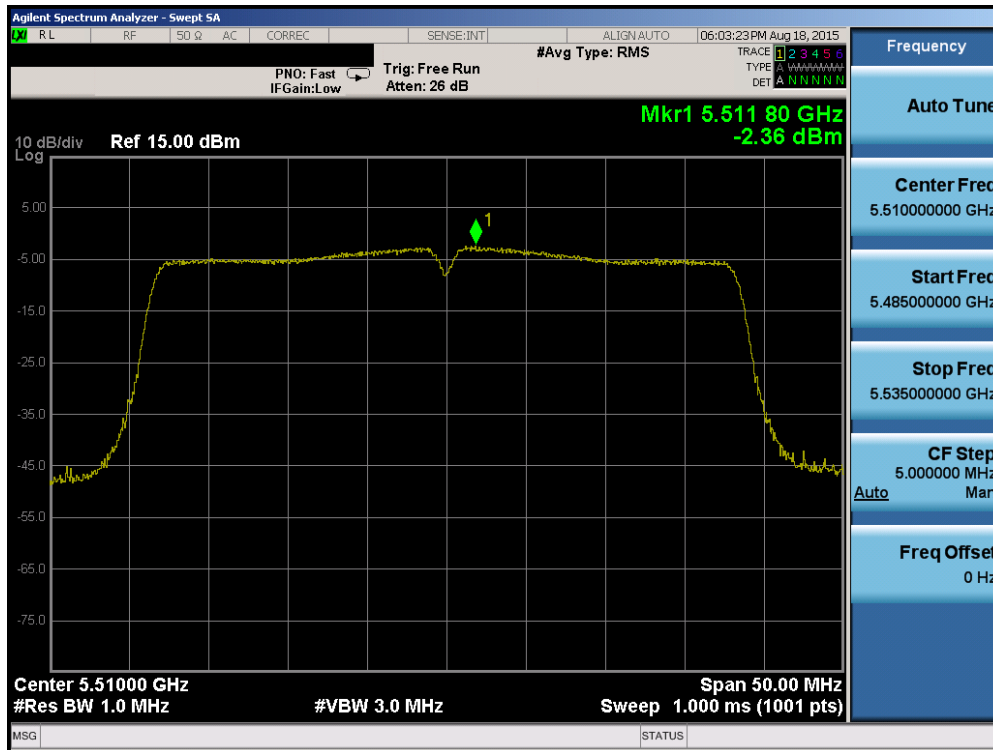 Agilent Spectrum Analyzer - Swept SA
LXI RL RF 50 Ω AC CORREC SENSE:INT ALIGN AUTO 06:03:23 PM Aug 18, 2015
#Avg Type: RMS TRACE 1 2 3 4 5 6
PNO: Fast Trig: Free Run TYPE A WWWWW
IFGain:Low Atten: 26 dB DET A N N N N N
Mkr1 5.511 80 GHz
-2.36 dBm
10 dB/div Ref 15.00 dBm
Log
5.00
-5.00
-15.0
-25.0
-35.0
-45.0
-55.0
-65.0
-75.0
1
Center 5.51000 GHz Span 50.00 MHz
#Res BW 1.0 MHz #VBW 3.0 MHz Sweep 1.000 ms (1001 pts)
MSG STATUS
Frequency
Auto Tune
Center Freq
5.510000000 GHz
Start Freq
5.485000000 GHz
Stop Freq
5.535000000 GHz
CF Step
5.000000 MHz
Auto Man
Freq Offset
0 Hz